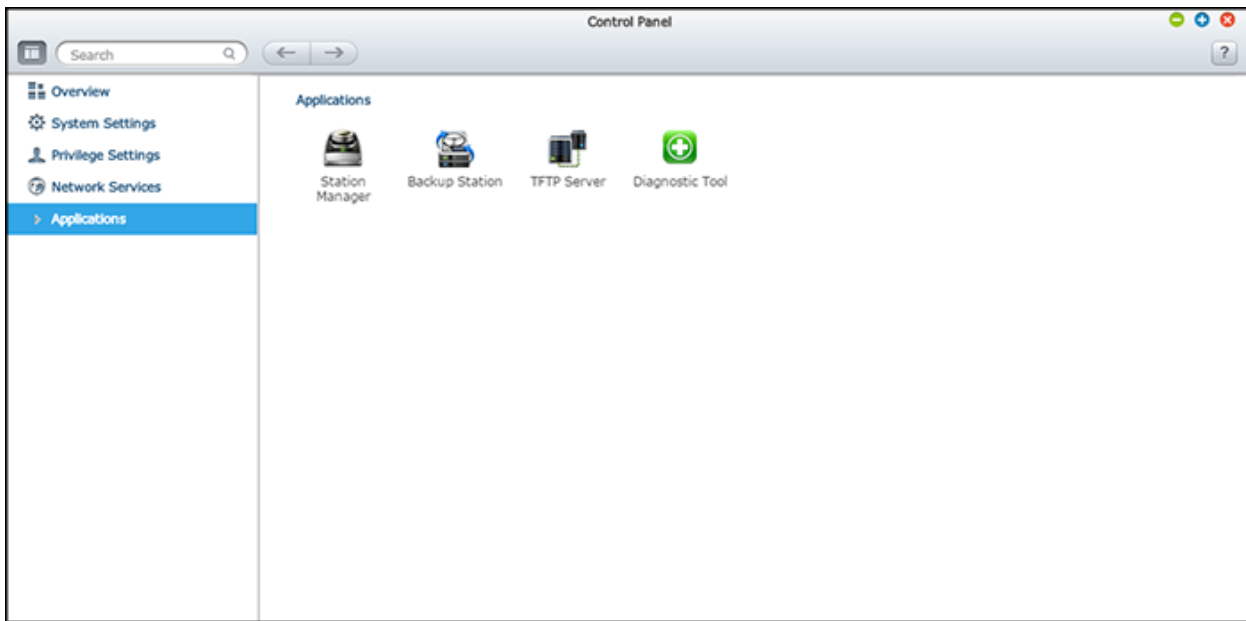 Control Panel
Search
?
Overview
System Settings
Privilege Settings
Network Services
Applications
Applications
Station
Manager
Backup Station
TFTP Server
Diagnostic Tool